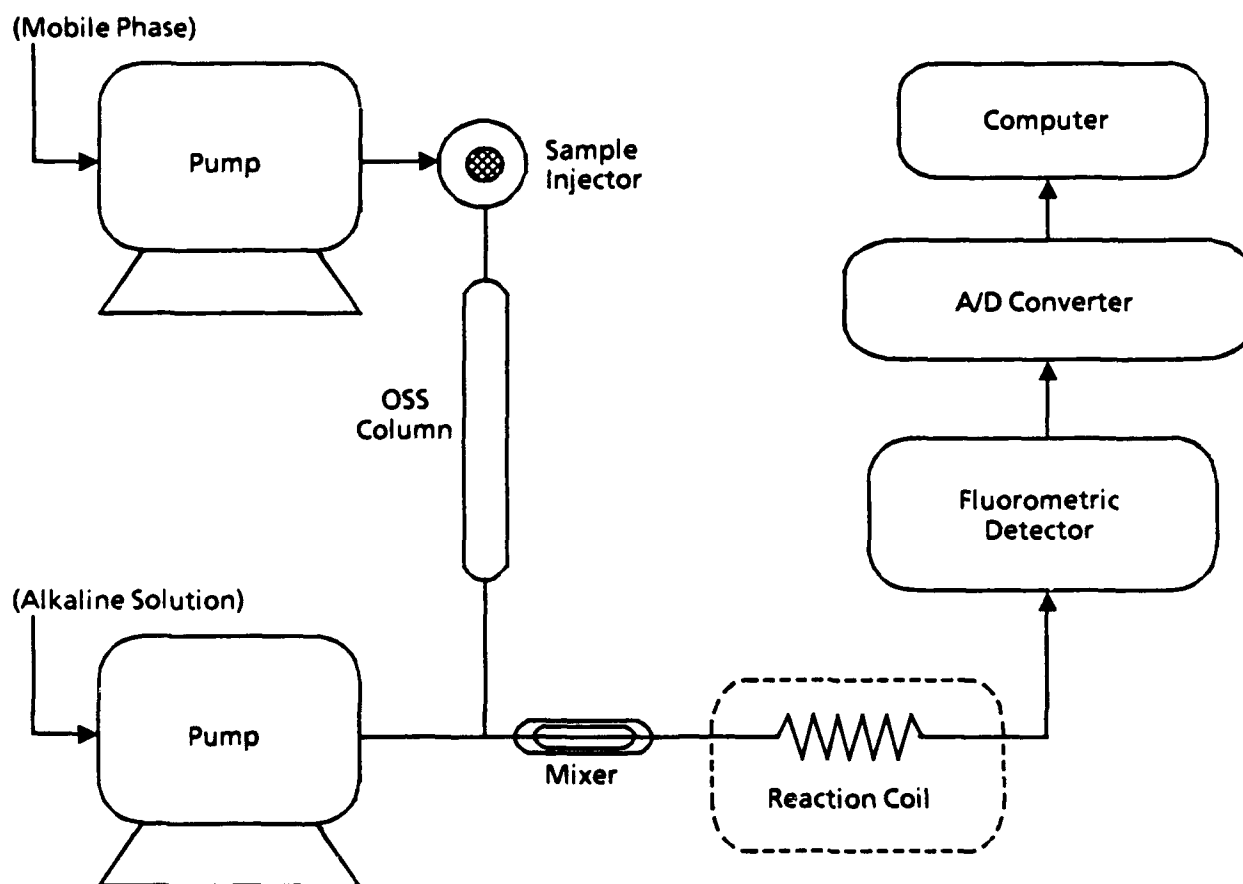 (Mobile Phase)
Pump
Sample
Injector
Computer
A/D Converter
OSS
Column
Fluorometric
Detector
(Alkaline Solution)
Pump
Mixer
Reaction Coil